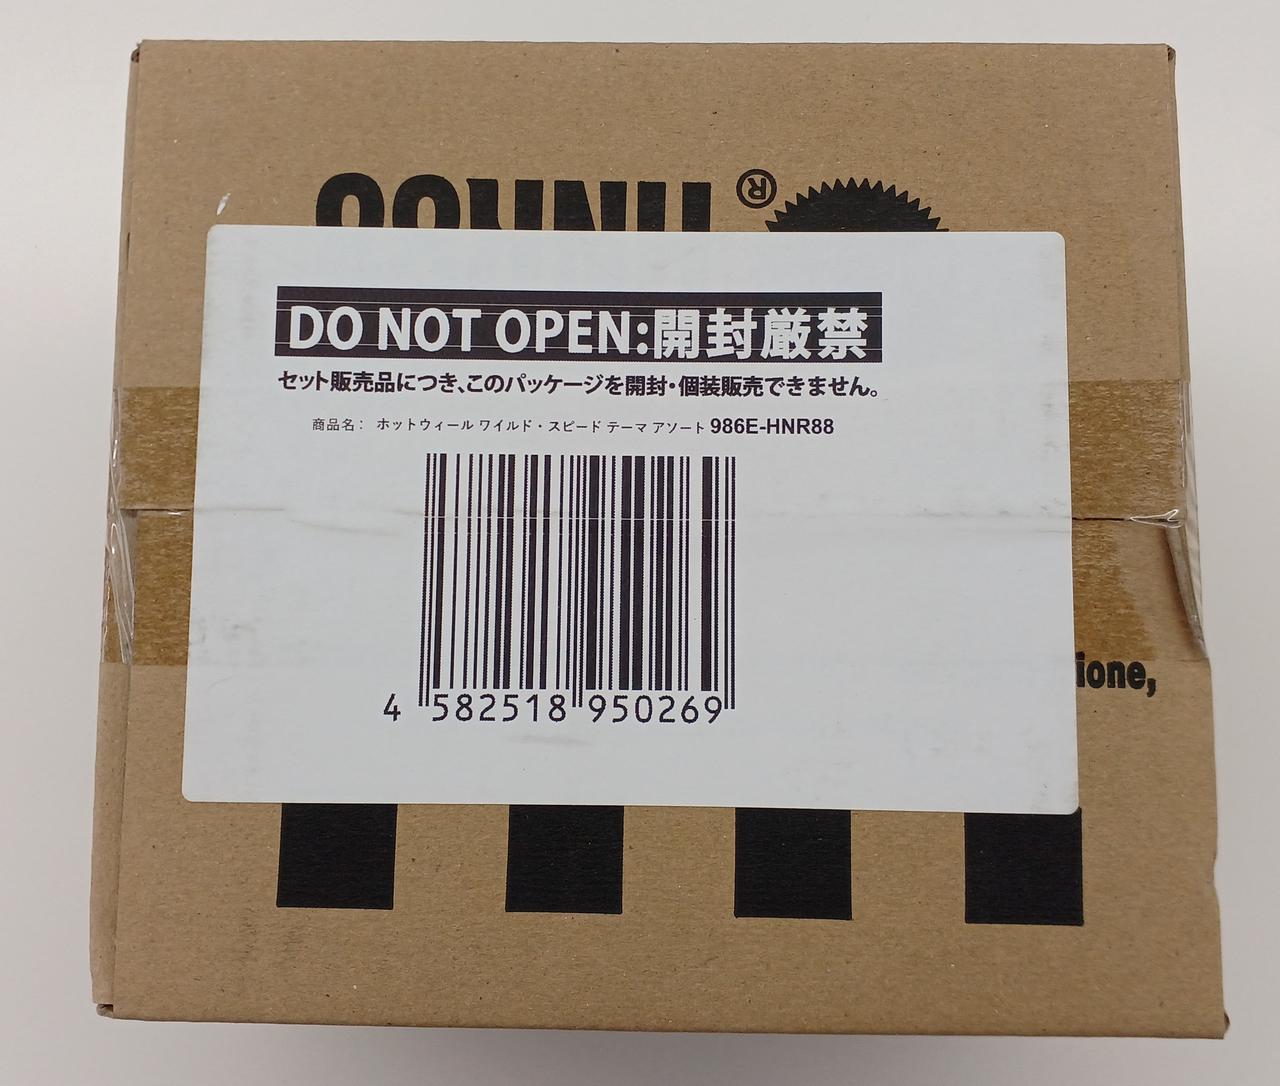 ®
DO NOT OPEN:開封厳禁
セット販売品につき、このパッケージを開封・個装販売できません。
商品名： ホットウィール ワイルド・スピード テーマ アソート 986E-HNR88
ione,
4 582518 950269